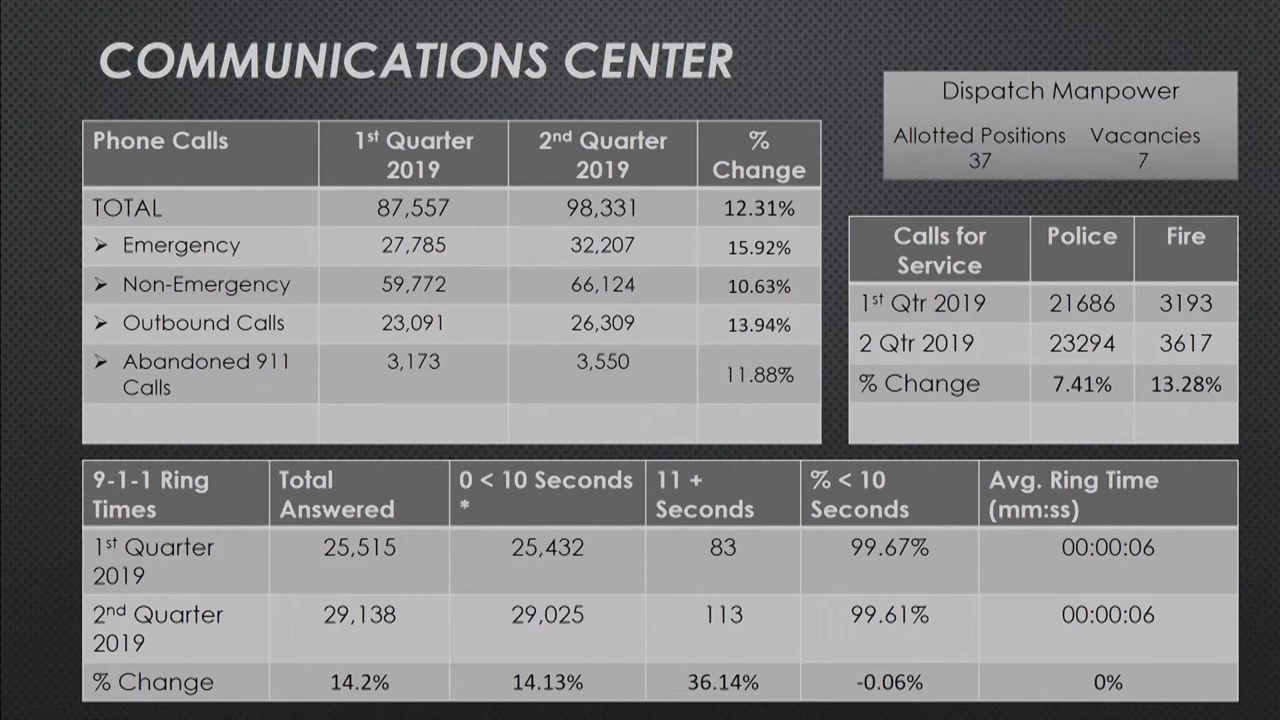 COMMUNICATIONS CENTER
Dispatch Manpower
Allotted Positions Vacancies
37 7
Phone Calls 1st Quarter 2019 2nd Quarter 2019 % Change
TOTAL 87,557 98,331 12.31%
➢ Emergency 27,785 32,207 15.92%
➢ Non-Emergency 59,772 66,124 10.63%
➢ Outbound Calls 23,091 26,309 13.94%
➢ Abandoned 911 Calls 3,173 3,550 11.88%
Calls for Service Police Fire
1st Qtr 2019 21686 3193
2 Qtr 2019 23294 3617
% Change 7.41% 13.28%
9-1-1 Ring Times Total Answered 0 < 10 Seconds * 11 + Seconds % < 10 Seconds Avg. Ring Time (mm:ss)
1st Quarter 2019 25,515 25,432 83 99.67% 00:00:06
2nd Quarter 2019 29,138 29,025 113 99.61% 00:00:06
% Change 14.2% 14.13% 36.14% -0.06% 0%